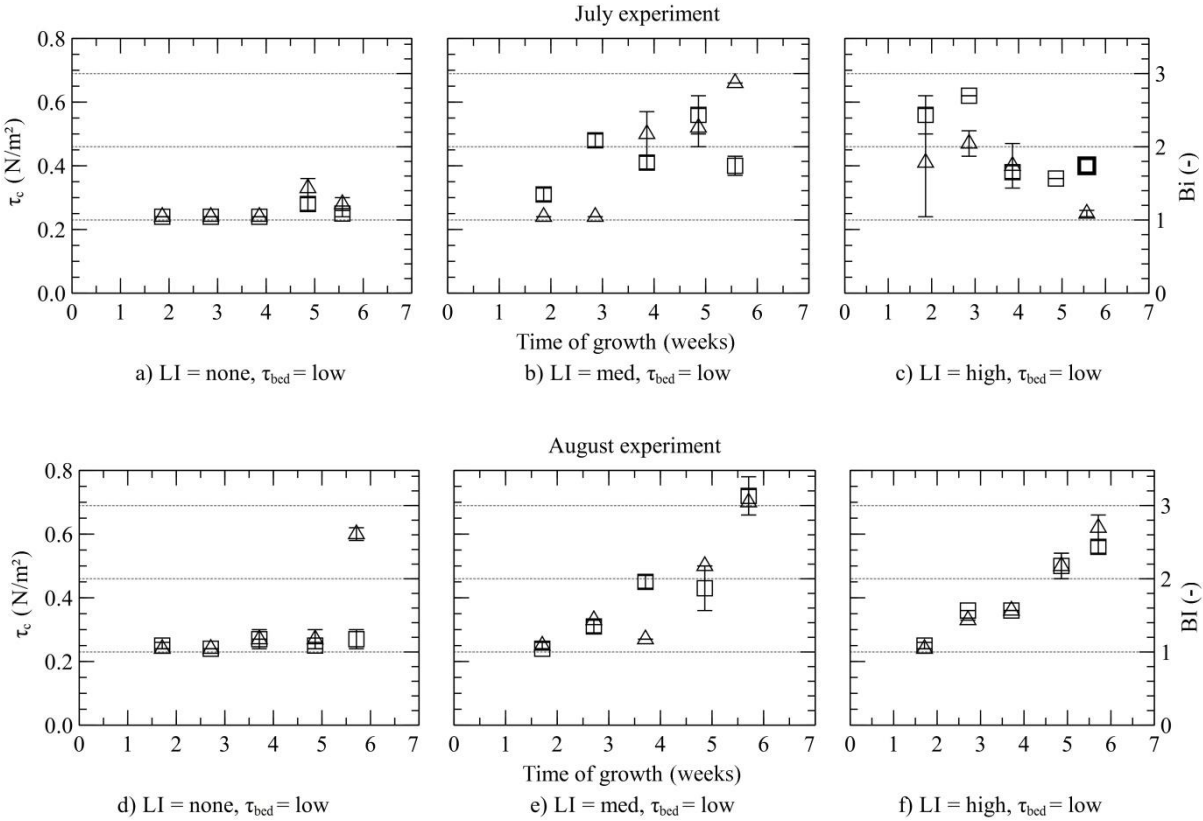 July experiment
0.8
0.6
0.4
0.2
0.0
τc ( N/m²)
0 1 2 3 4 5 6 7
0 1 2 3 4 5 6 7
0 1 2 3 4 5 6 7
3
2
1
0
Bi (-)
Time of growth (weeks)
a) LI = none, τbed = low
b) LI = med, τbed = low
c) LI = high, τbed = low
August experiment
0.8
0.6
0.4
0.2
0.0
τc ( N/m²)
0 1 2 3 4 5 6 7
0 1 2 3 4 5 6 7
0 1 2 3 4 5 6 7
3
2
1
0
BI (-)
Time of growth (weeks)
d) LI = none, τbed = low
e) LI = med, τbed = low
f) LI = high, τbed = low